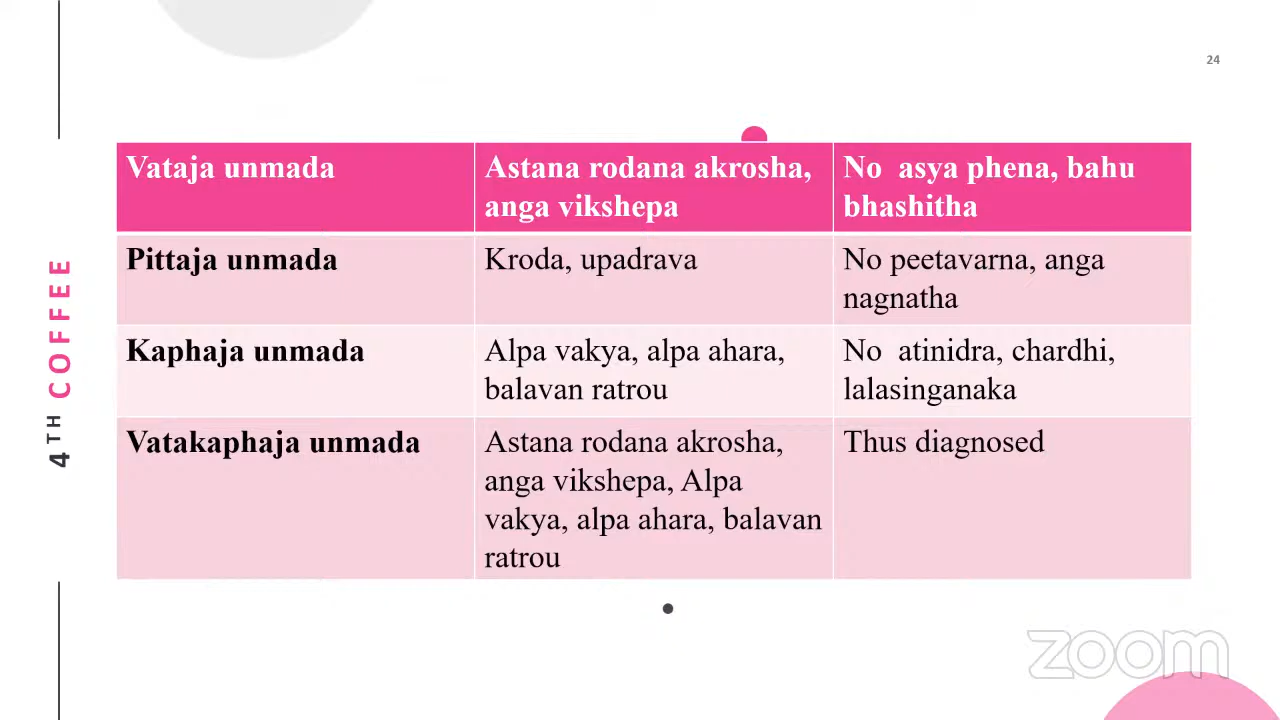 24
Vataja unmada
Astana rodana akrosha,
anga vikshepa
No asya phena, bahu
bhashitha
Pittaja unmada
Kroda, upadrava
No peetavarna, anga
nagnatha
Kaphaja unmada
Alpa vakya, alpa ahara,
balavan ratrou
No atinidra, chardhi,
lalasinganaka
Vatakaphaja unmada
Astana rodana akrosha,
anga vikshepa, Alpa
vakya, alpa ahara, balavan
ratrou
Thus diagnosed
4TH COFFEE
zoom